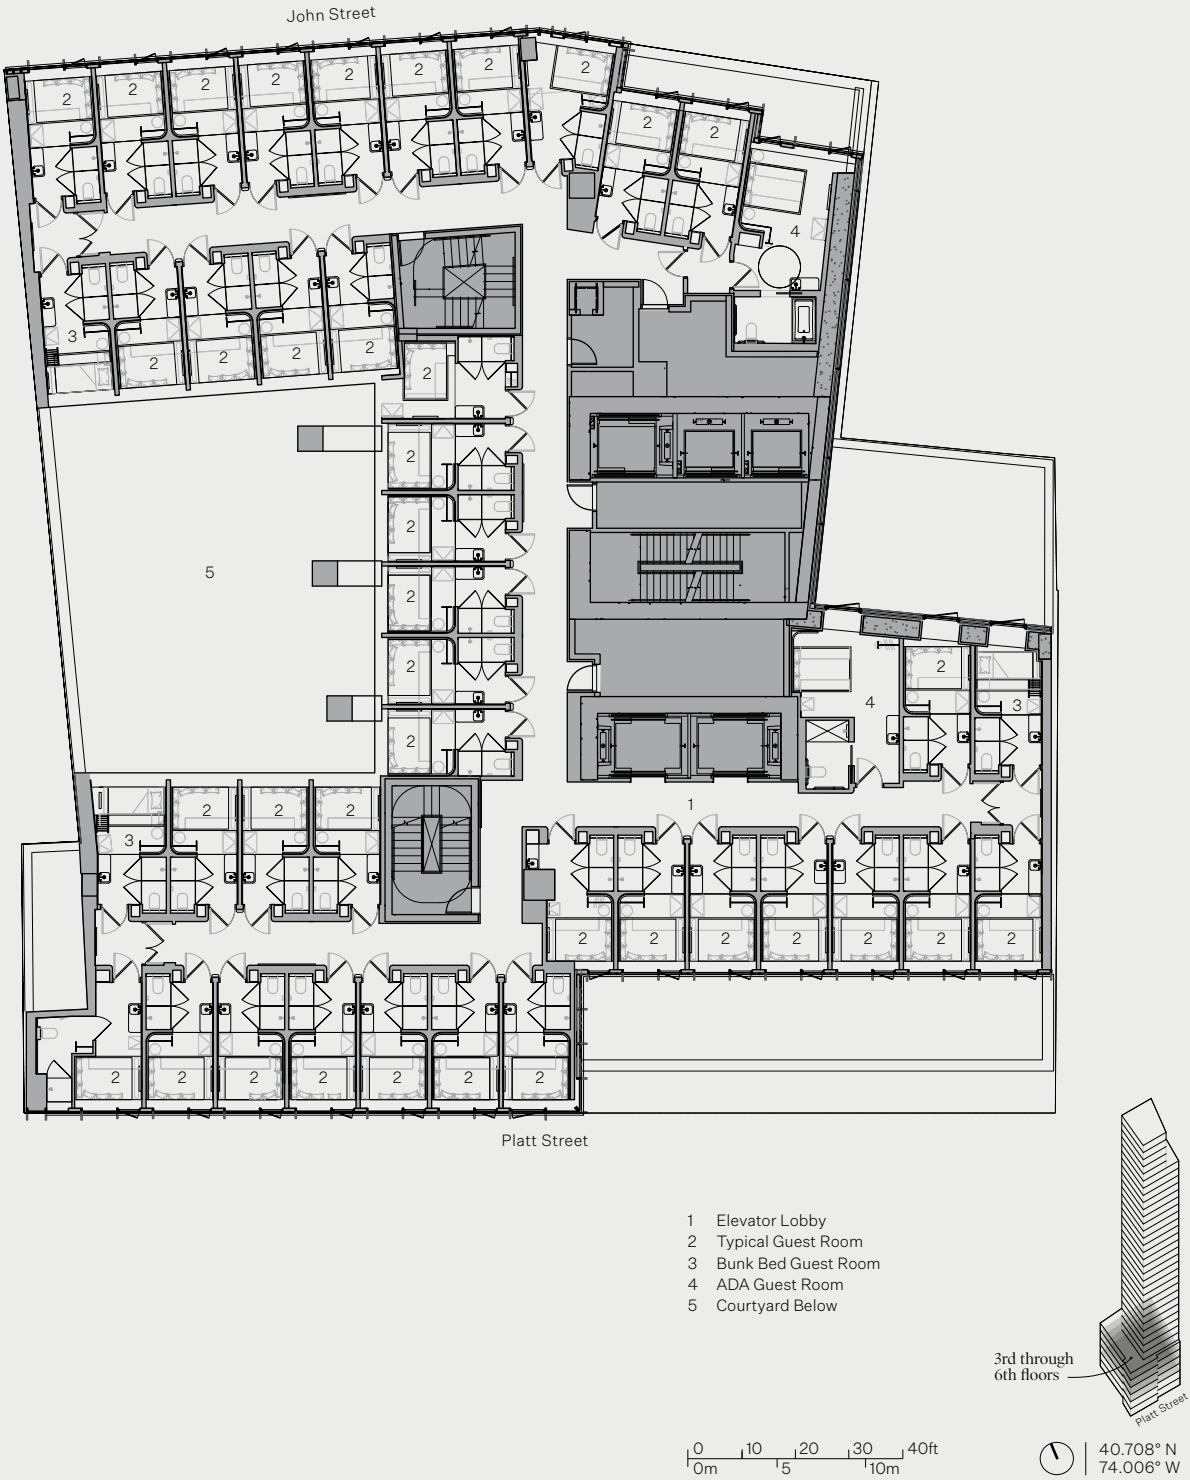 John Street
2 2 2 2 2 2 2 2
2 2
4
3 2 2 2 2
2
2
2
5
2
2
2
4 2 3
1
3 2 2 2
2 2 2 2 2 2 2
2 2 2 2 2 2 2
Platt Street
1 Elevator Lobby
2 Typical Guest Room
3 Bunk Bed Guest Room
4 ADA Guest Room
5 Courtyard Below
3rd through
6th floors
Platt Street
0 10 20 30 40ft
0m 5 10m
40.708° N
74.006° W